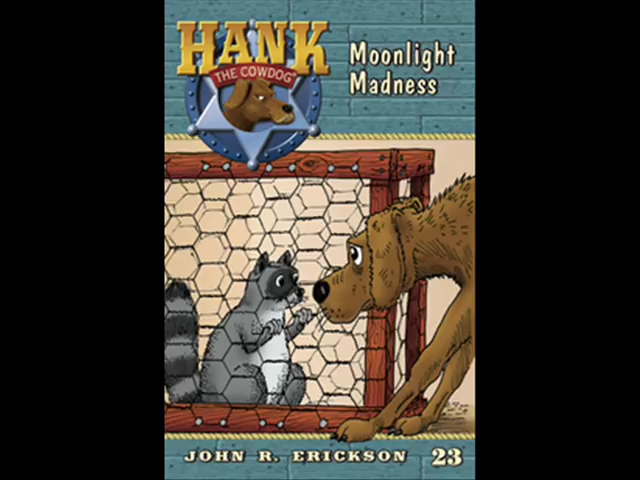 HANK
THE COWDOG®
Moonlight
Madness
JOHN R. ERICKSON 23